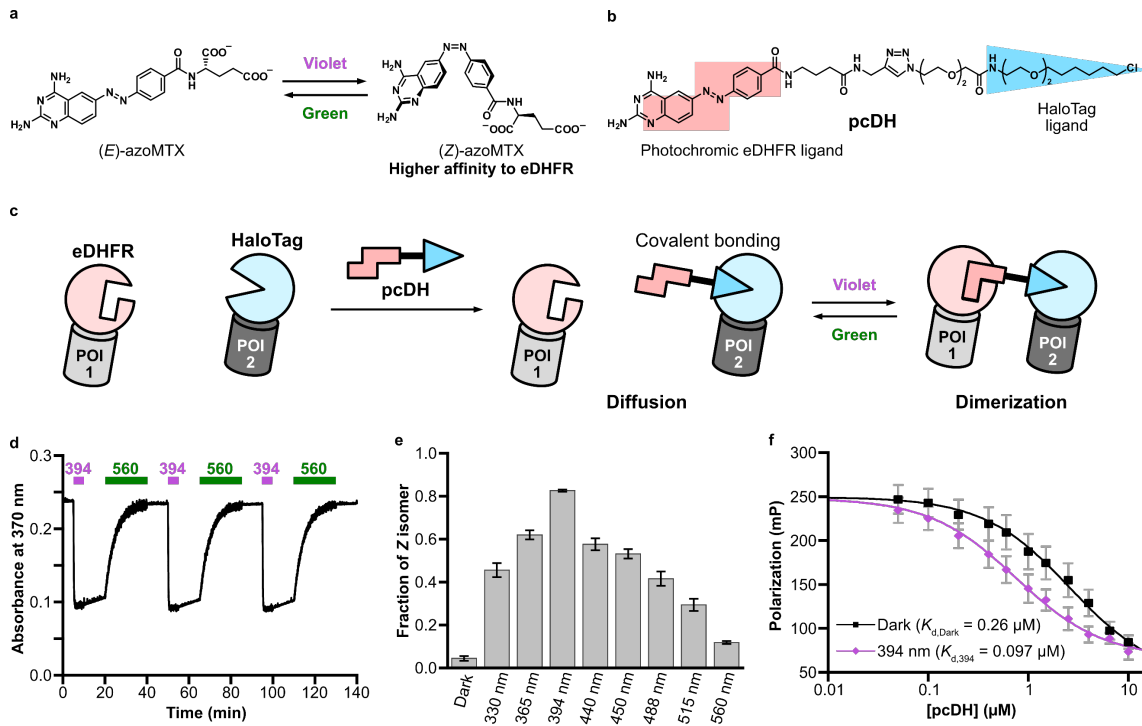 a
NH2
H2N
N
N
N
N
O
N
H
COO−
COO−
(E)-azoMTX
Violet
Green
NH2
H2N
N
N
N=N
O
NH
−OOC
COO−
(Z)-azoMTX
Higher affinity to eDHFR
b
NH2
H2N
N
N
N
N
O
N
H
O
H
N
N=N
N
O
2
O
H
N
O
2
Cl
pcDH
Photochromic eDHFR ligand
HaloTag
ligand
c
eDHFR
POI
1
HaloTag
POI
2
pcDH
POI
1
Covalent bonding
POI
2
Diffusion
Violet
Green
POI
1
POI
2
Dimerization
d
394 560 394 560 394 560
Absorbance at 370 nm
0.3
0.2
0.1
0.0
0 20 40 60 80 100 120 140
Time (min)
e
Fraction of Z isomer
1.0
0.8
0.6
0.4
0.2
0.0
Dark
330 nm
365 nm
394 nm
440 nm
450 nm
488 nm
515 nm
560 nm
f
Polarization (mP)
300
250
200
150
100
50
Dark (Kd,Dark = 0.26 µM)
394 nm (Kd,394 = 0.097 µM)
0.01 0.1 1 10
[pcDH] (µM)